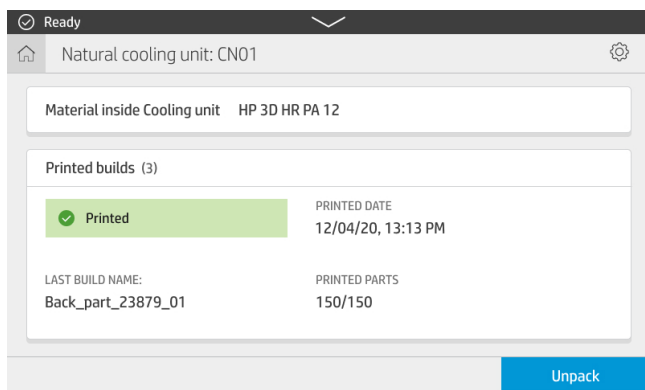 Ready
Natural cooling unit: CN01
Material inside Cooling unit HP 3D HR PA 12
Printed builds (3)
Printed
PRINTED DATE
12/04/20, 13:13 PM
LAST BUILD NAME:
Back_part_23879_01
PRINTED PARTS
150/150
Unpack